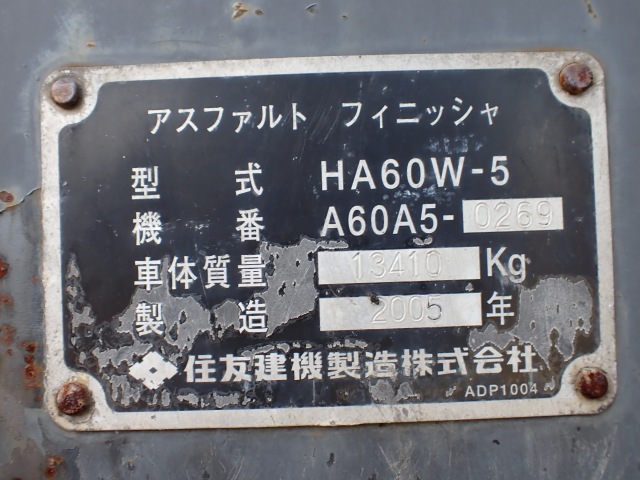 アスファルト フィニッシャ
型 式 HA60W-5
機 番 A60A5-0269
車体質量 13410 Kg
製 造 2005 年
住友建機製造株式会社
ADP1004